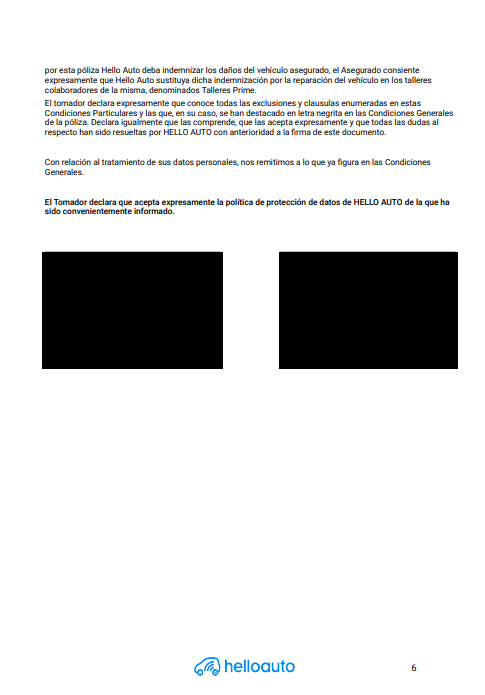 por esta póliza Hello Auto deba indemnizar los daños del vehículo asegurado, el Asegurado consiente
expresamente que Hello Auto sustituya dicha indemnización por la reparación del vehículo en los talleres
colaboradores de la misma, denominados Talleres Prime.
El tomador declara expresamente que conoce todas las exclusiones y clausulas enumeradas en estas
Condiciones Particulares y las que, en su caso, se han destacado en letra negrita en las Condiciones Generales
de la póliza. Declara igualmente que las comprende, que las acepta expresamente y que todas las dudas al
respecto han sido resueltas por HELLO AUTO con anterioridad a la firma de este documento.
Con relación al tratamiento de sus datos personales, nos remitimos a lo que ya figura en las Condiciones
Generales.
El Tomador declara que acepta expresamente la política de protección de datos de HELLO AUTO de la que ha
sido convenientemente informado.
helloauto
6